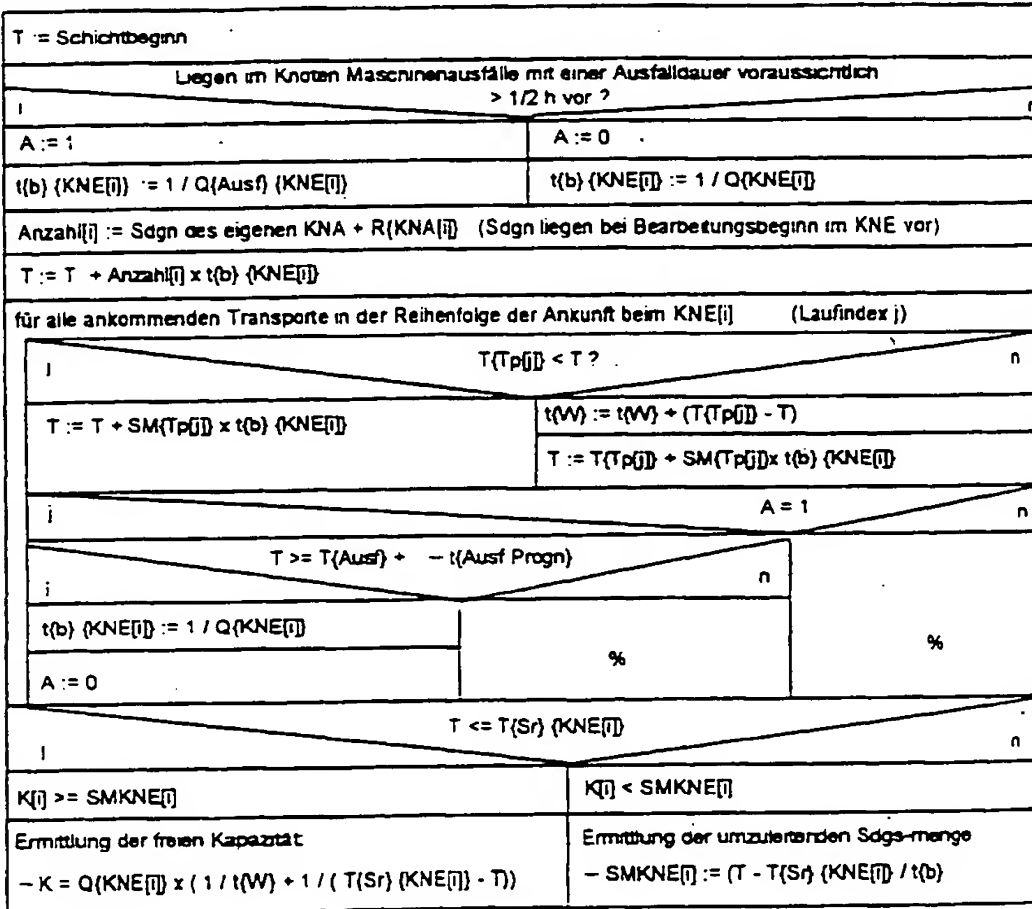 T := Schichtbeginn
Liegen im Knoten Maschinenausfälle mit einer Ausfalldauer voraussichtlich
> 1/2 h vor ?
j
n
A := 1
A := 0
t{b} {KNE[i]} := 1 / Q{Ausf} {KNE[i]}
t{b} {KNE[i]} := 1 / Q{KNE[i]}
Anzahl[i] := Sdgn des eigenen KNA + R{KNA[i]} (Sdgn liegen bei Bearbeitungsbeginn im KNE vor)
T := T + Anzahl[i] x t{b} {KNE[i]}
für alle ankommenden Transporte in der Reihenfolge der Ankunft beim KNE[i] (Laufindex j)
j
T{Tp[j]} < T ?
n
T := T + SM{Tp[j]} x t{b} {KNE[i]}
t{W} := t{W} + (T{Tp[j]} - T)
T := T{Tp[j]} + SM{Tp[j]}x t{b} {KNE[i]}
j
A = 1
n
T >= T{Ausf} + – t{Ausf Progn}
j
n
t{b} {KNE[i]} := 1 / Q{KNE[i]}
%
%
A := 0
T <= T{Sr} {KNE[i]}
j
n
K[i] >= SMKNE[i]
K[i] < SMKNE[i]
Ermittlung der freien Kapazität
Ermittlung der umzuleitenden Sdgs-menge
– K = Q{KNE[i]} x ( 1 / t{W} + 1 / ( T{Sr} {KNE[i]} - T))
– SMKNE[i] := (T - T{Sr} {KNE[i]} / t{b}